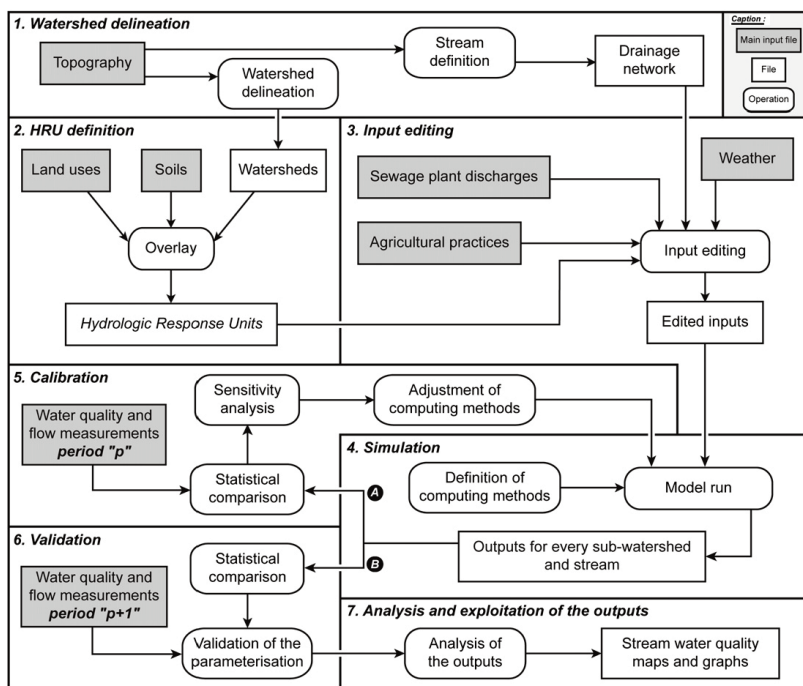 1. Watershed delineation
Topography
Watershed
delineation
Stream
definition
Drainage
network
Caption :
Main input file
File
Operation
2. HRU definition
Land uses
Soils
Watersheds
Overlay
Hydrologic Response Units
3. Input editing
Sewage plant discharges
Weather
Agricultural practices
Input editing
Edited inputs
5. Calibration
Water quality and
flow measurements
period "p"
Sensitivity
analysis
Adjustment of
computing methods
Statistical
comparison
A
4. Simulation
Definition of
computing methods
Model run
Outputs for every sub-watershed
and stream
6. Validation
Water quality and
flow measurements
period "p+1"
Statistical
comparison
B
Validation of the
parameterisation
7. Analysis and exploitation of the outputs
Analysis of
the outputs
Stream water quality
maps and graphs